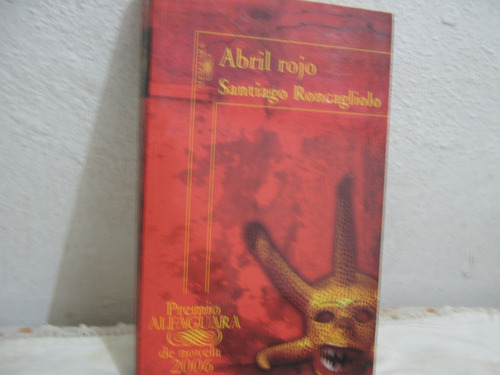 Abril rojo
Santiago Roncagliolo
Premio
ALFAGUARA
de novela
2006